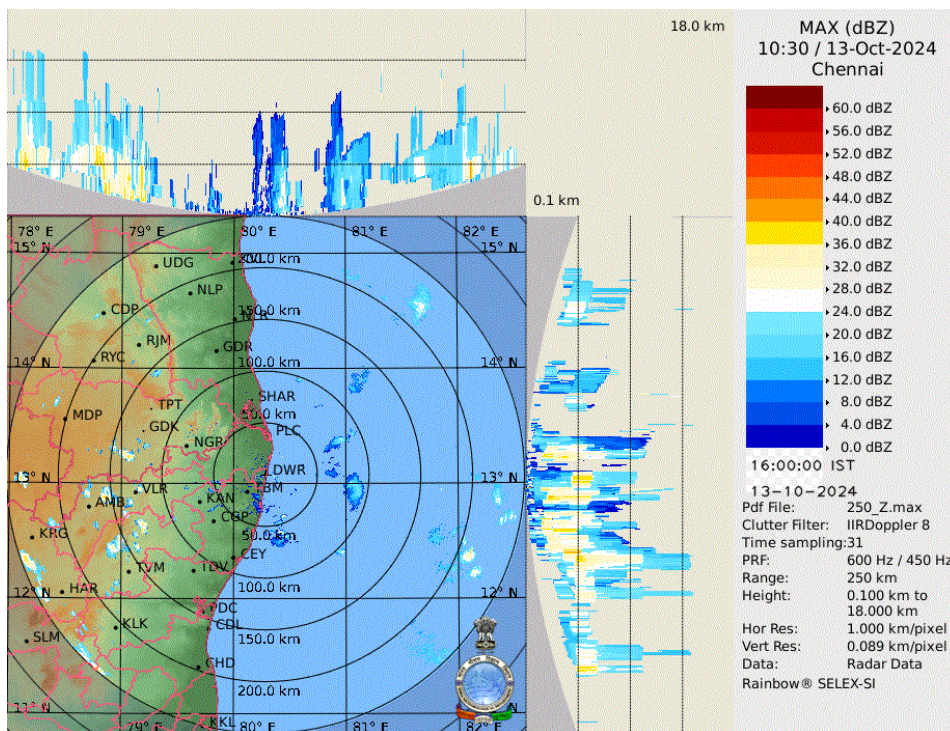 18.0 km
0.1 km
MAX (dBZ)
10:30 / 13-Oct-2024
Chennai
60.0 dBZ
56.0 dBZ
52.0 dBZ
48.0 dBZ
44.0 dBZ
40.0 dBZ
36.0 dBZ
32.0 dBZ
28.0 dBZ
24.0 dBZ
20.0 dBZ
16.0 dBZ
12.0 dBZ
8.0 dBZ
4.0 dBZ
0.0 dBZ
16:00:00 IST
13-10-2024
Pdf File: 250_Z.max
Clutter Filter: IIRDoppler 8
Time sampling:31
PRF: 600 Hz / 450 Hz
Range: 250 km
Height: 0.100 km to
18.000 km
Hor Res: 1.000 km/pixel
Vert Res: 0.089 km/pixel
Data: Radar Data
Rainbow® SELEX-SI
78° E 79° E 80° E 81° E 82° E
15° N 15° N
UDG
NLP
CDP
150.0 km
RJM
GDR
RYC
100.0 km
14° N 14° N
SHAR
TPT
MDP
GDK
PLC
NGR
DWR
13° N 13° N
VLR
BM
AMB
KAN
CGP
KRG
50.0 km
CEY
TVM
TDV
100.0 km
HAR
12° N 12° N
PDC
KLK
CDL
SLM
150.0 km
CHD
200.0 km
11° N 11° N
79° E 80° E 81° E 82° E
KKL